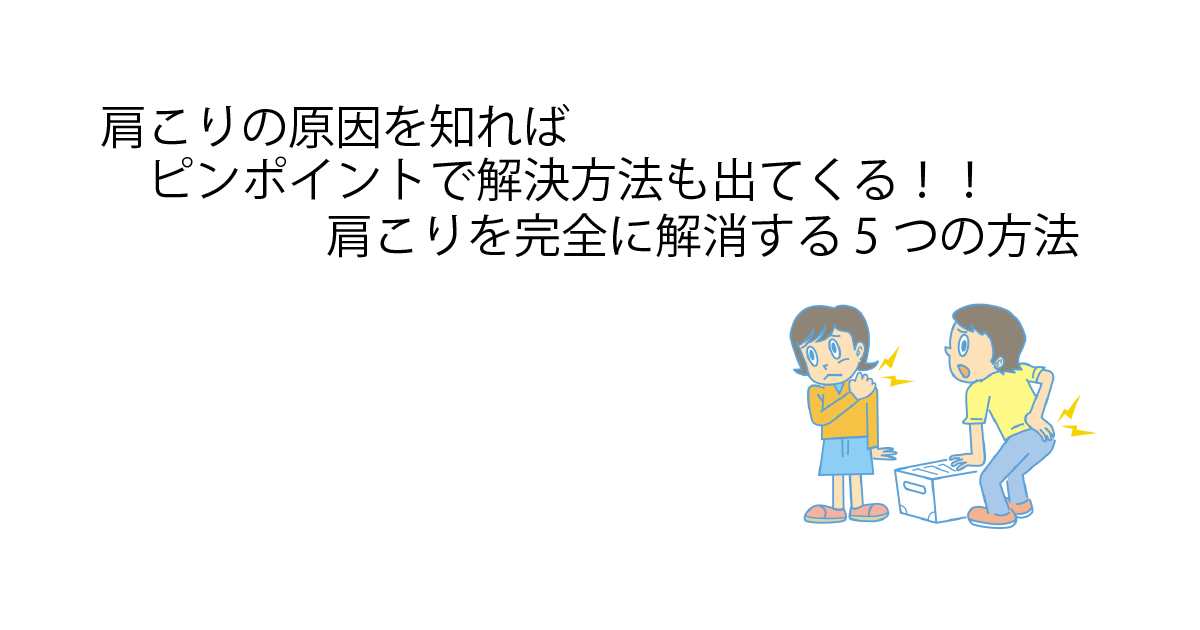 肩こりの原因を知れば
ピンポイントで解決方法も出てくる！！
肩こりを完全に解消する5つの方法